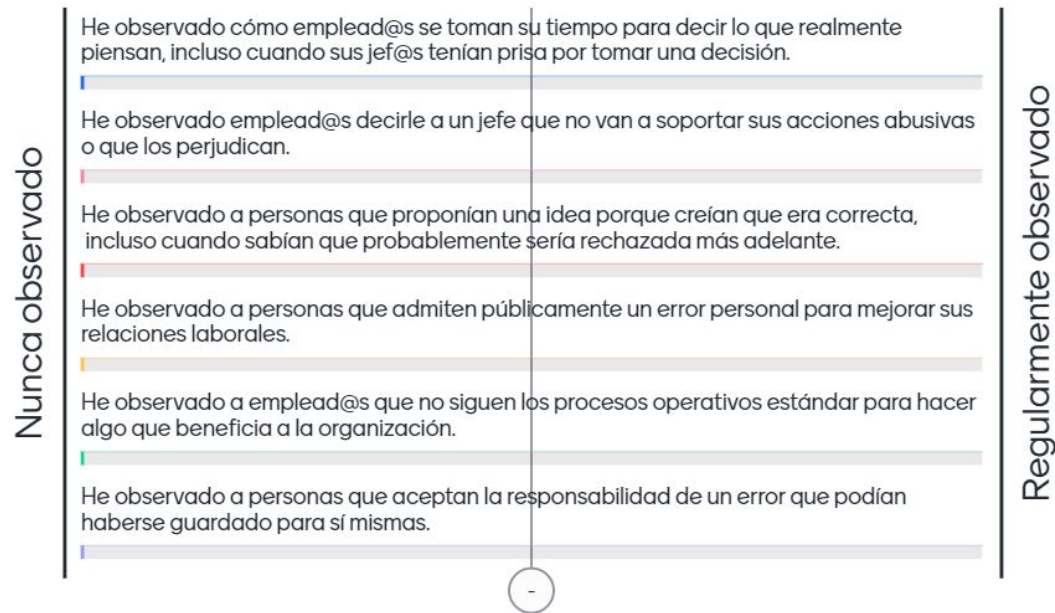 He observado cómo emplead@s se toman su tiempo para decir lo que realmente
piensan, incluso cuando sus jef@s tenían prisa por tomar una decisión.
He observado emplead@s decirle a un jefe que no van a soportar sus acciones abusivas
o que los perjudican.
He observado a personas que proponían una idea porque creían que era correcta,
incluso cuando sabían que probablemente sería rechazada más adelante.
He observado a personas que admiten públicamente un error personal para mejorar sus
relaciones laborales.
He observado a emplead@s que no siguen los procesos operativos estándar para hacer
algo que beneficia a la organización.
He observado a personas que aceptan la responsabilidad de un error que podían
haberse guardado para sí mismas.
Nunca observado
Regularmente observado
-